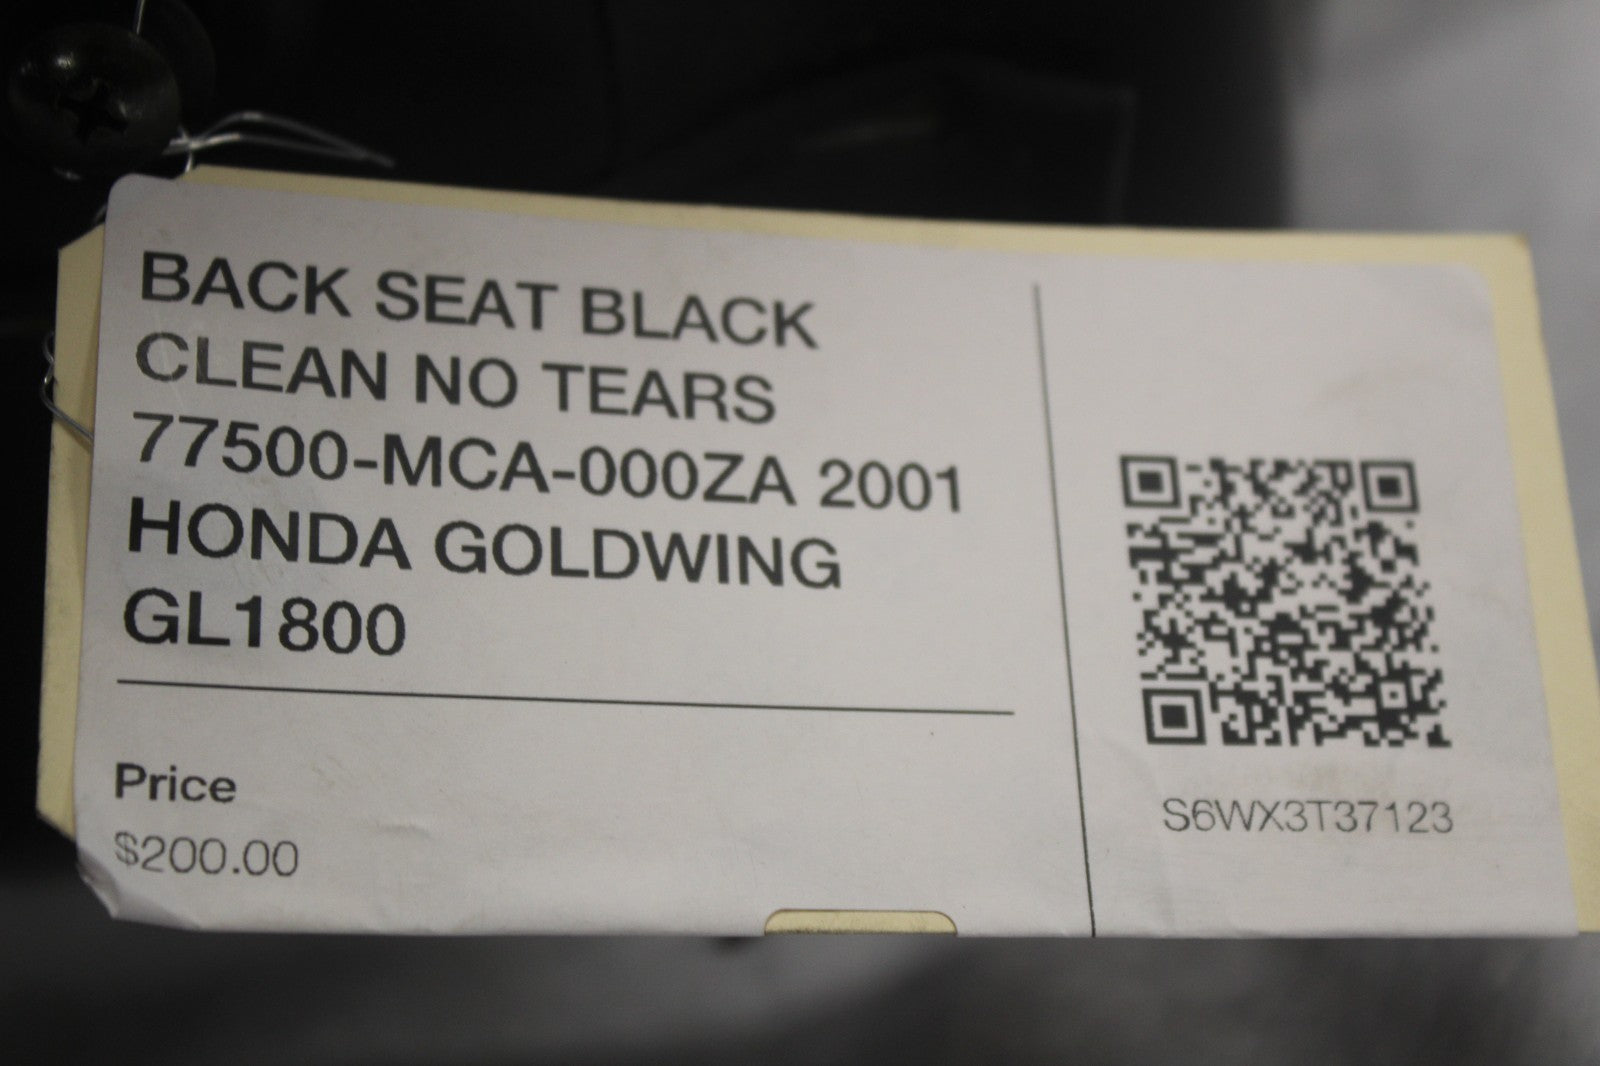 BACK SEAT BLACK
CLEAN NO TEARS
77500-MCA-000ZA 2001
HONDA GOLDWING
GL1800
Price
$200.00
S6WX3T37123